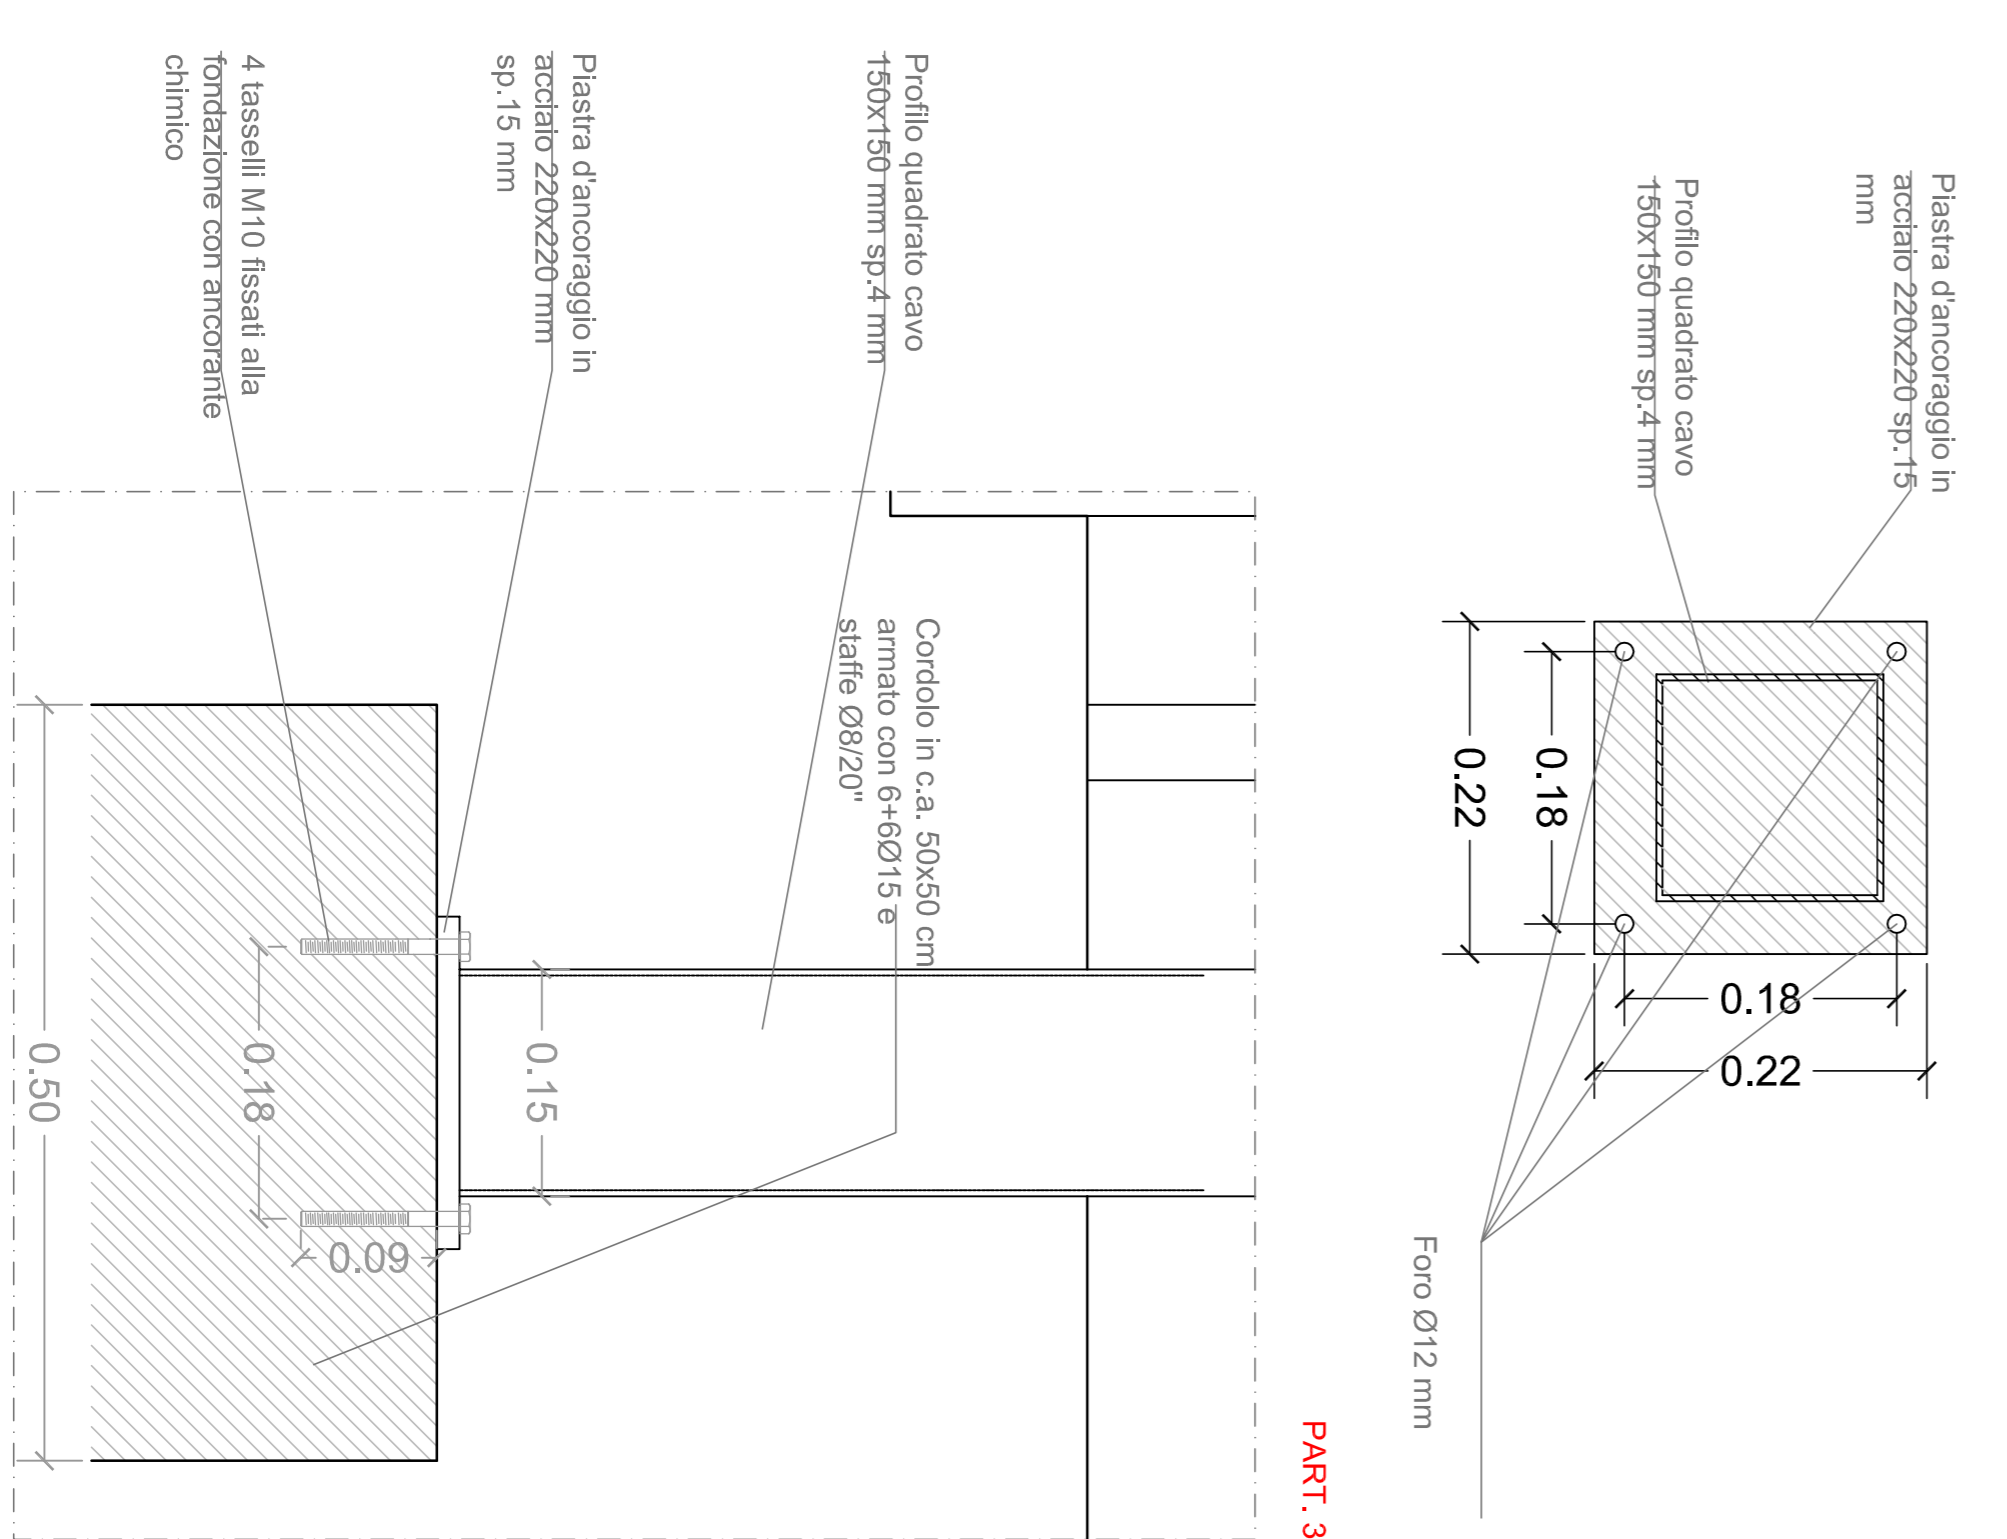 Piastra d'ancoraggio in
acciaio 220x220 sp.15
mm
Profilo quadrato cavo
150x150 mm sp.4 mm
0.18
0.22
0.18
0.22
Foro Ø12 mm
PART. 3
Profilo quadrato cavo
150x150 mm sp.4 mm
Cordolo in c.a. 50x50 cm
armato con 6+6Ø15 e
staffe Ø8/20"
Piastra d'ancoraggio in
acciaio 220x220 mm
sp.15 mm
4 tasselli M10 fissati alla
fondazione con ancorante
chimico
0.15
0.18
0.09
0.50